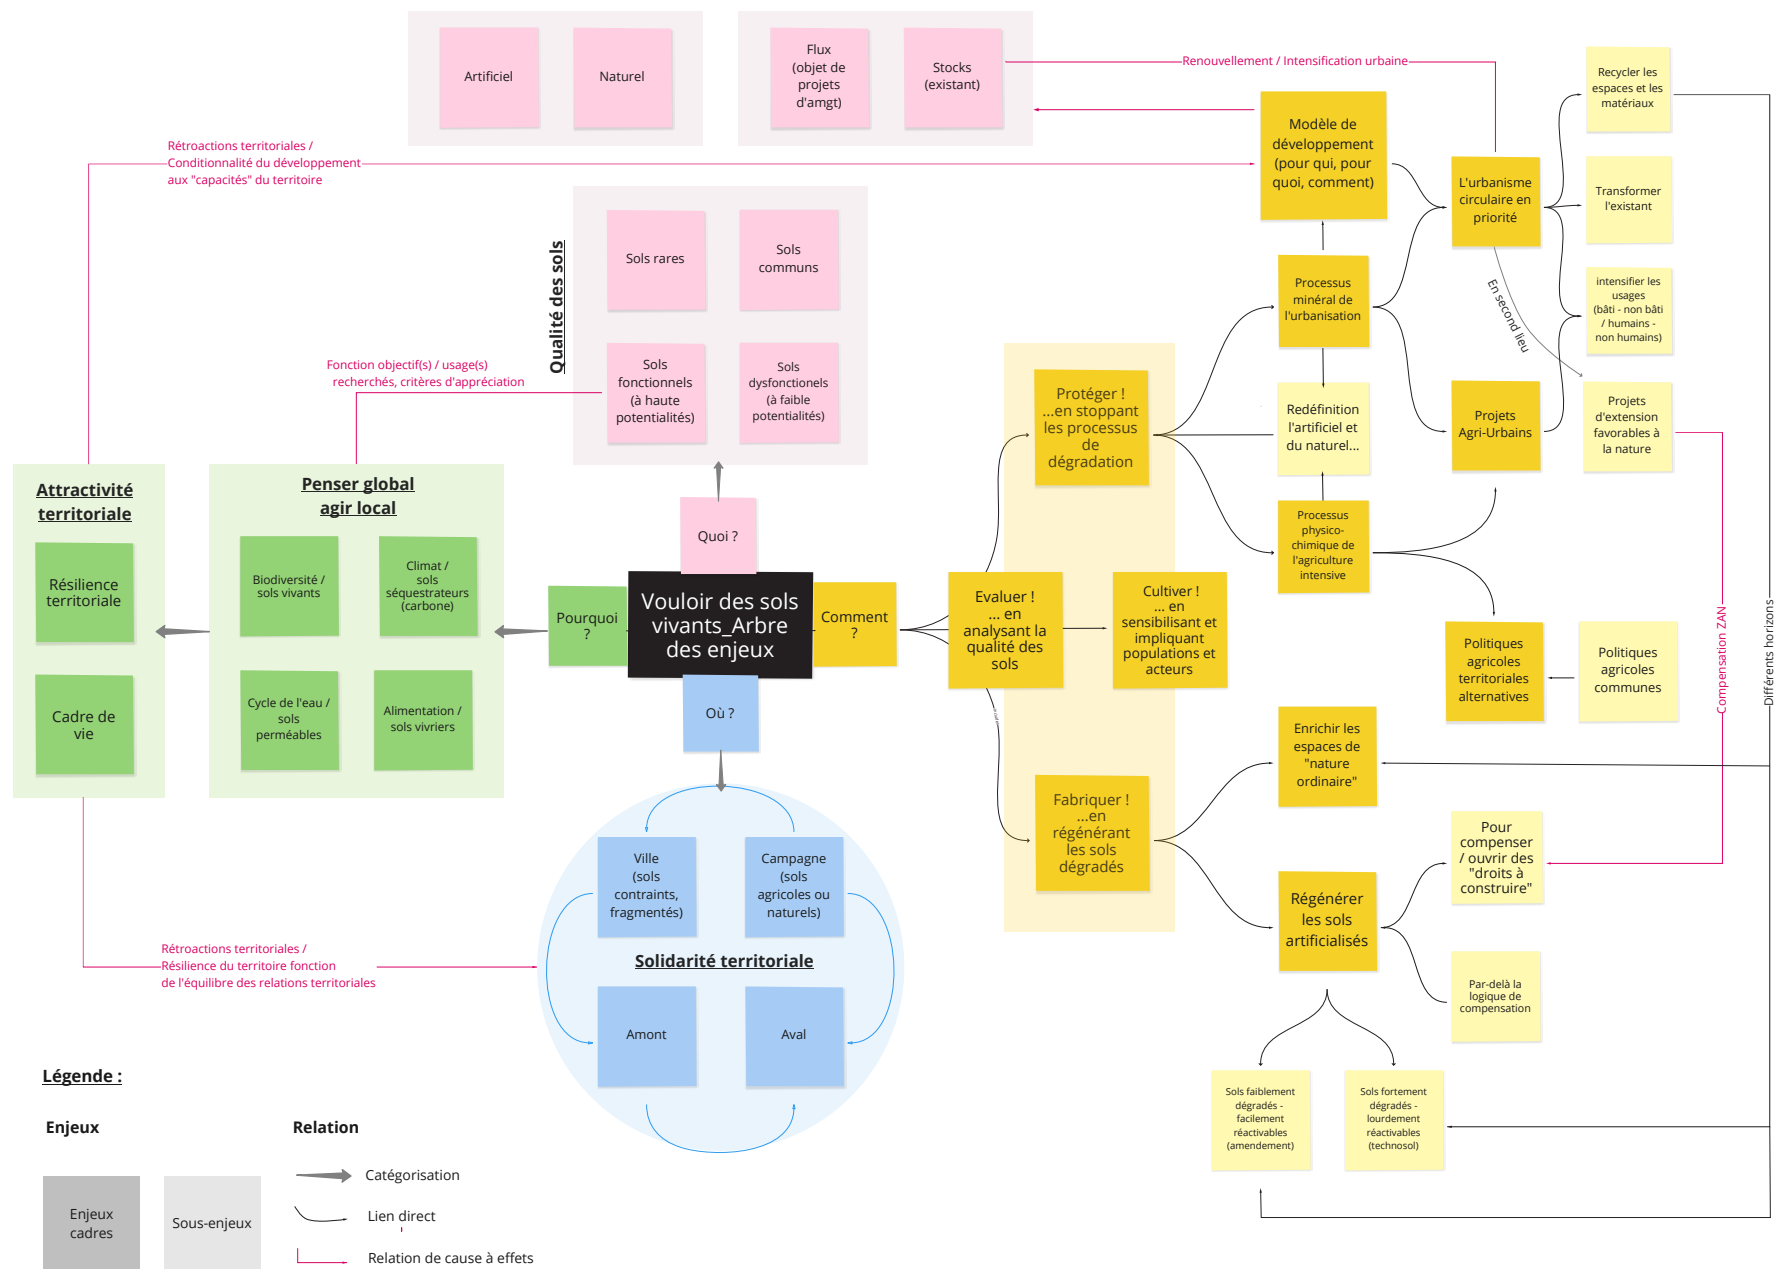 Artificiel
Naturel
Flux
(objet de
projets
d'amgt)
Stocks
(existant)
Renouvellement / Intensification urbaine
Recycler les
espaces et les
matériaux
Rétroactions territoriales /
Conditionnalité du développement
aux "capacités" du territoire
Modèle de
développement
(pour qui, pour
quoi, comment)
L'urbanisme
circulaire en
priorité
Transformer
l'existant
Qualité des sols
Sols rares
Sols
communs
Processus
minéral de
l'urbanisation
En second lieu
intensifier les
usages
(bâti - non bâti
/ humains -
non humains)
Fonction objectif(s) / usage(s)
recherchés, critères d'appréciation
Sols
fonctionnels
(à haute
potentialités)
Sols
dysfonctionels
(à faible
potentialités)
Protéger !
...en stoppant
les processus
de
dégradation
Redéfinition
l'artificiel et
du naturel...
Projets
Agri-Urbains
Projets
d'extension
favorables à
la nature
Attractivité
territoriale
Penser global
agir local
Quoi ?
Processus
physico-
chimique de
l'agriculture
intensive
Résilience
territoriale
Biodiversité /
sols vivants
Climat /
sols
séquestrateurs
(carbone)
Pourquoi
?
Vouloir des sols
vivants_Arbre
des enjeux
Comment
?
Evaluer !
... en
analysant la
qualité des
sols
Cultiver !
... en
sensibilisant et
impliquant
populations et
acteurs
Politiques
agricoles
territoriales
alternatives
Politiques
agricoles
communes
Compensation ZAN
Différents horizons
Cadre de
vie
Cycle de l'eau /
sols
perméables
Alimentation /
sols vivriers
Où ?
Enrichir les
espaces de
"nature
ordinaire"
Fabriquer !
...en
régénérant
les sols
dégradés
Pour
compenser
/ ouvrir des
"droits à
construire"
Ville
(sols
contraints,
fragmentés)
Campagne
(sols
agricoles ou
naturels)
Régénérer
les sols
artificialisés
Rétroactions territoriales /
Résilience du territoire fonction
de l'équilibre des relations territoriales
Solidarité territoriale
Par-delà la
logique de
compensation
Amont
Aval
Sols faiblement
dégradés -
facilement
réactivables
(amendement)
Sols fortement
dégradés -
lourdement
réactivables
(technosol)
Légende :
Enjeux
Relation
Enjeux
cadres
Sous-enjeux
Catégorisation
Lien direct
Relation de cause à effets